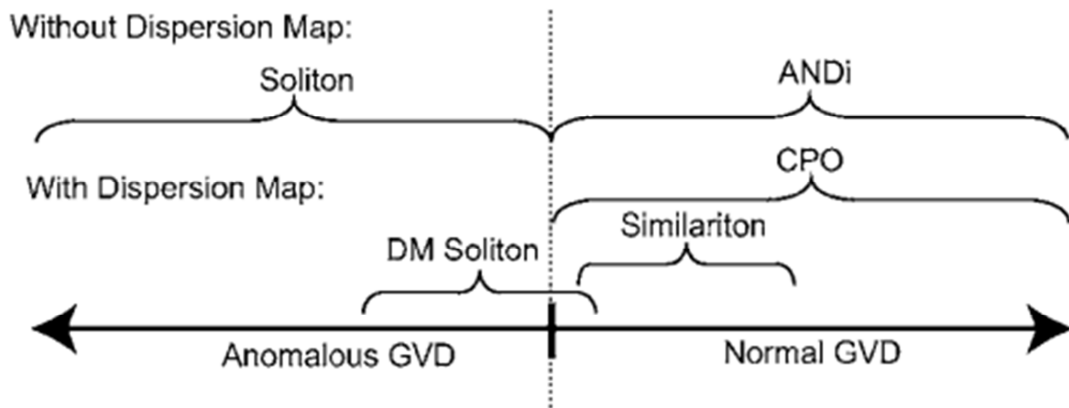 Without Dispersion Map:
Soliton
ANDi
With Dispersion Map:
CPO
Similariton
DM Soliton
Anomalous GVD
Normal GVD